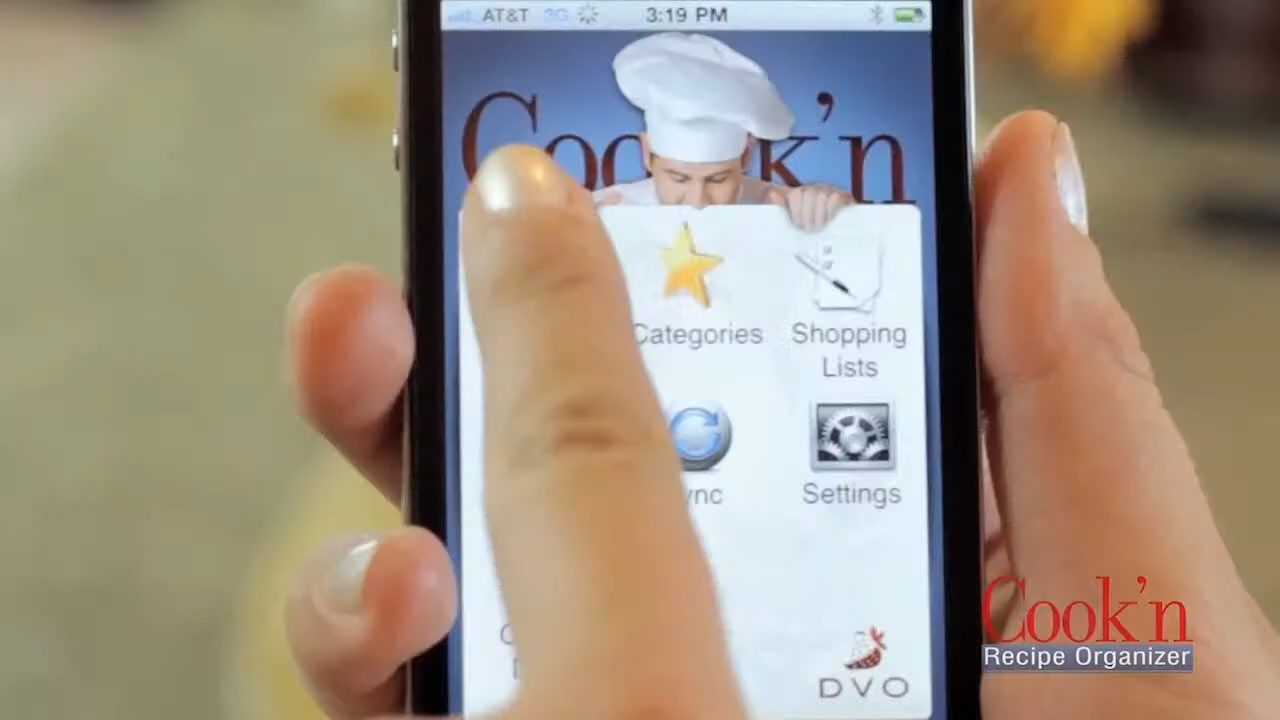 AT&T 3G 3:19 PM
Cook'n
Categories
Shopping
Lists
Settings
DVO
Cook'n
Recipe Organizer